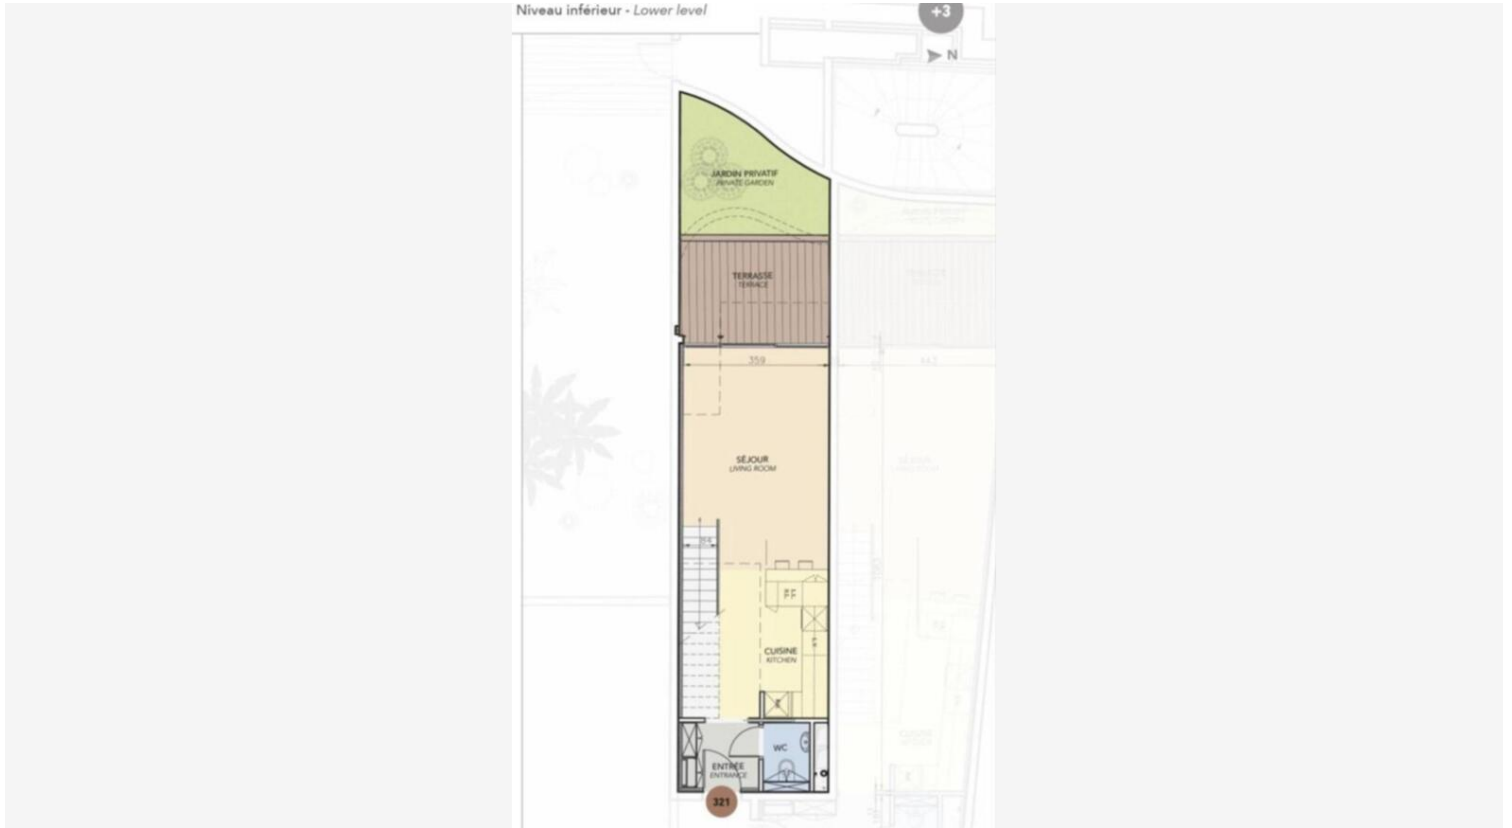 Niveau inférieur - Lower level
+3
N
JARDIN PRIVATIF
PRIVATE GARDEN
TERRASSE
TERRACE
359
SÉJOUR
LIVING ROOM
CUISINE
KITCHEN
WC
ENTRÉE
ENTRANCE
321